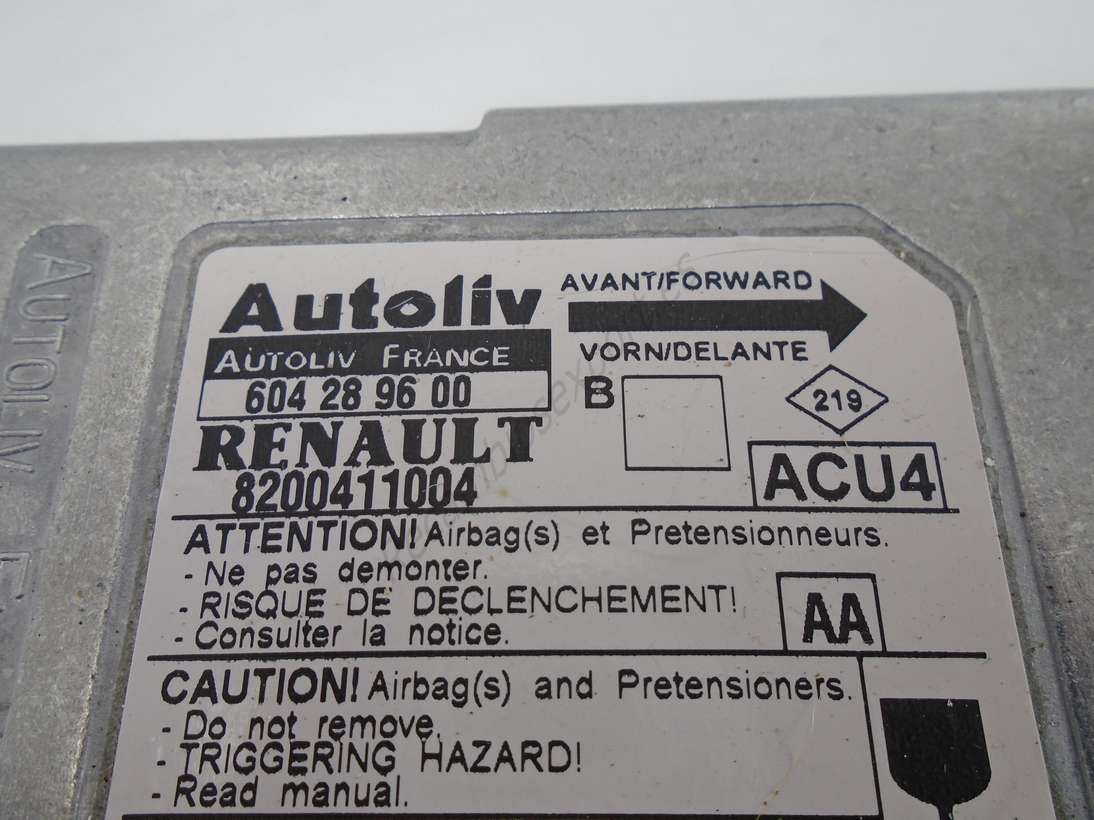 Autoliv
AUTOLIV FRANCE
604 28 96 00
RENAULT
8200411004
AVANT/FORWARD
VORN/DELANTE
B
219
ACU4
ATTENTION! Airbag(s) et Pretensionneurs.
- Ne pas demonter.
- RISQUE DE DECLENCHEMENT!
- Consulter la notice.
AA
CAUTION! Airbag(s) and Pretensioners.
- Do not remove.
- TRIGGERING HAZARD!
- Read manual.
AUTOLIV